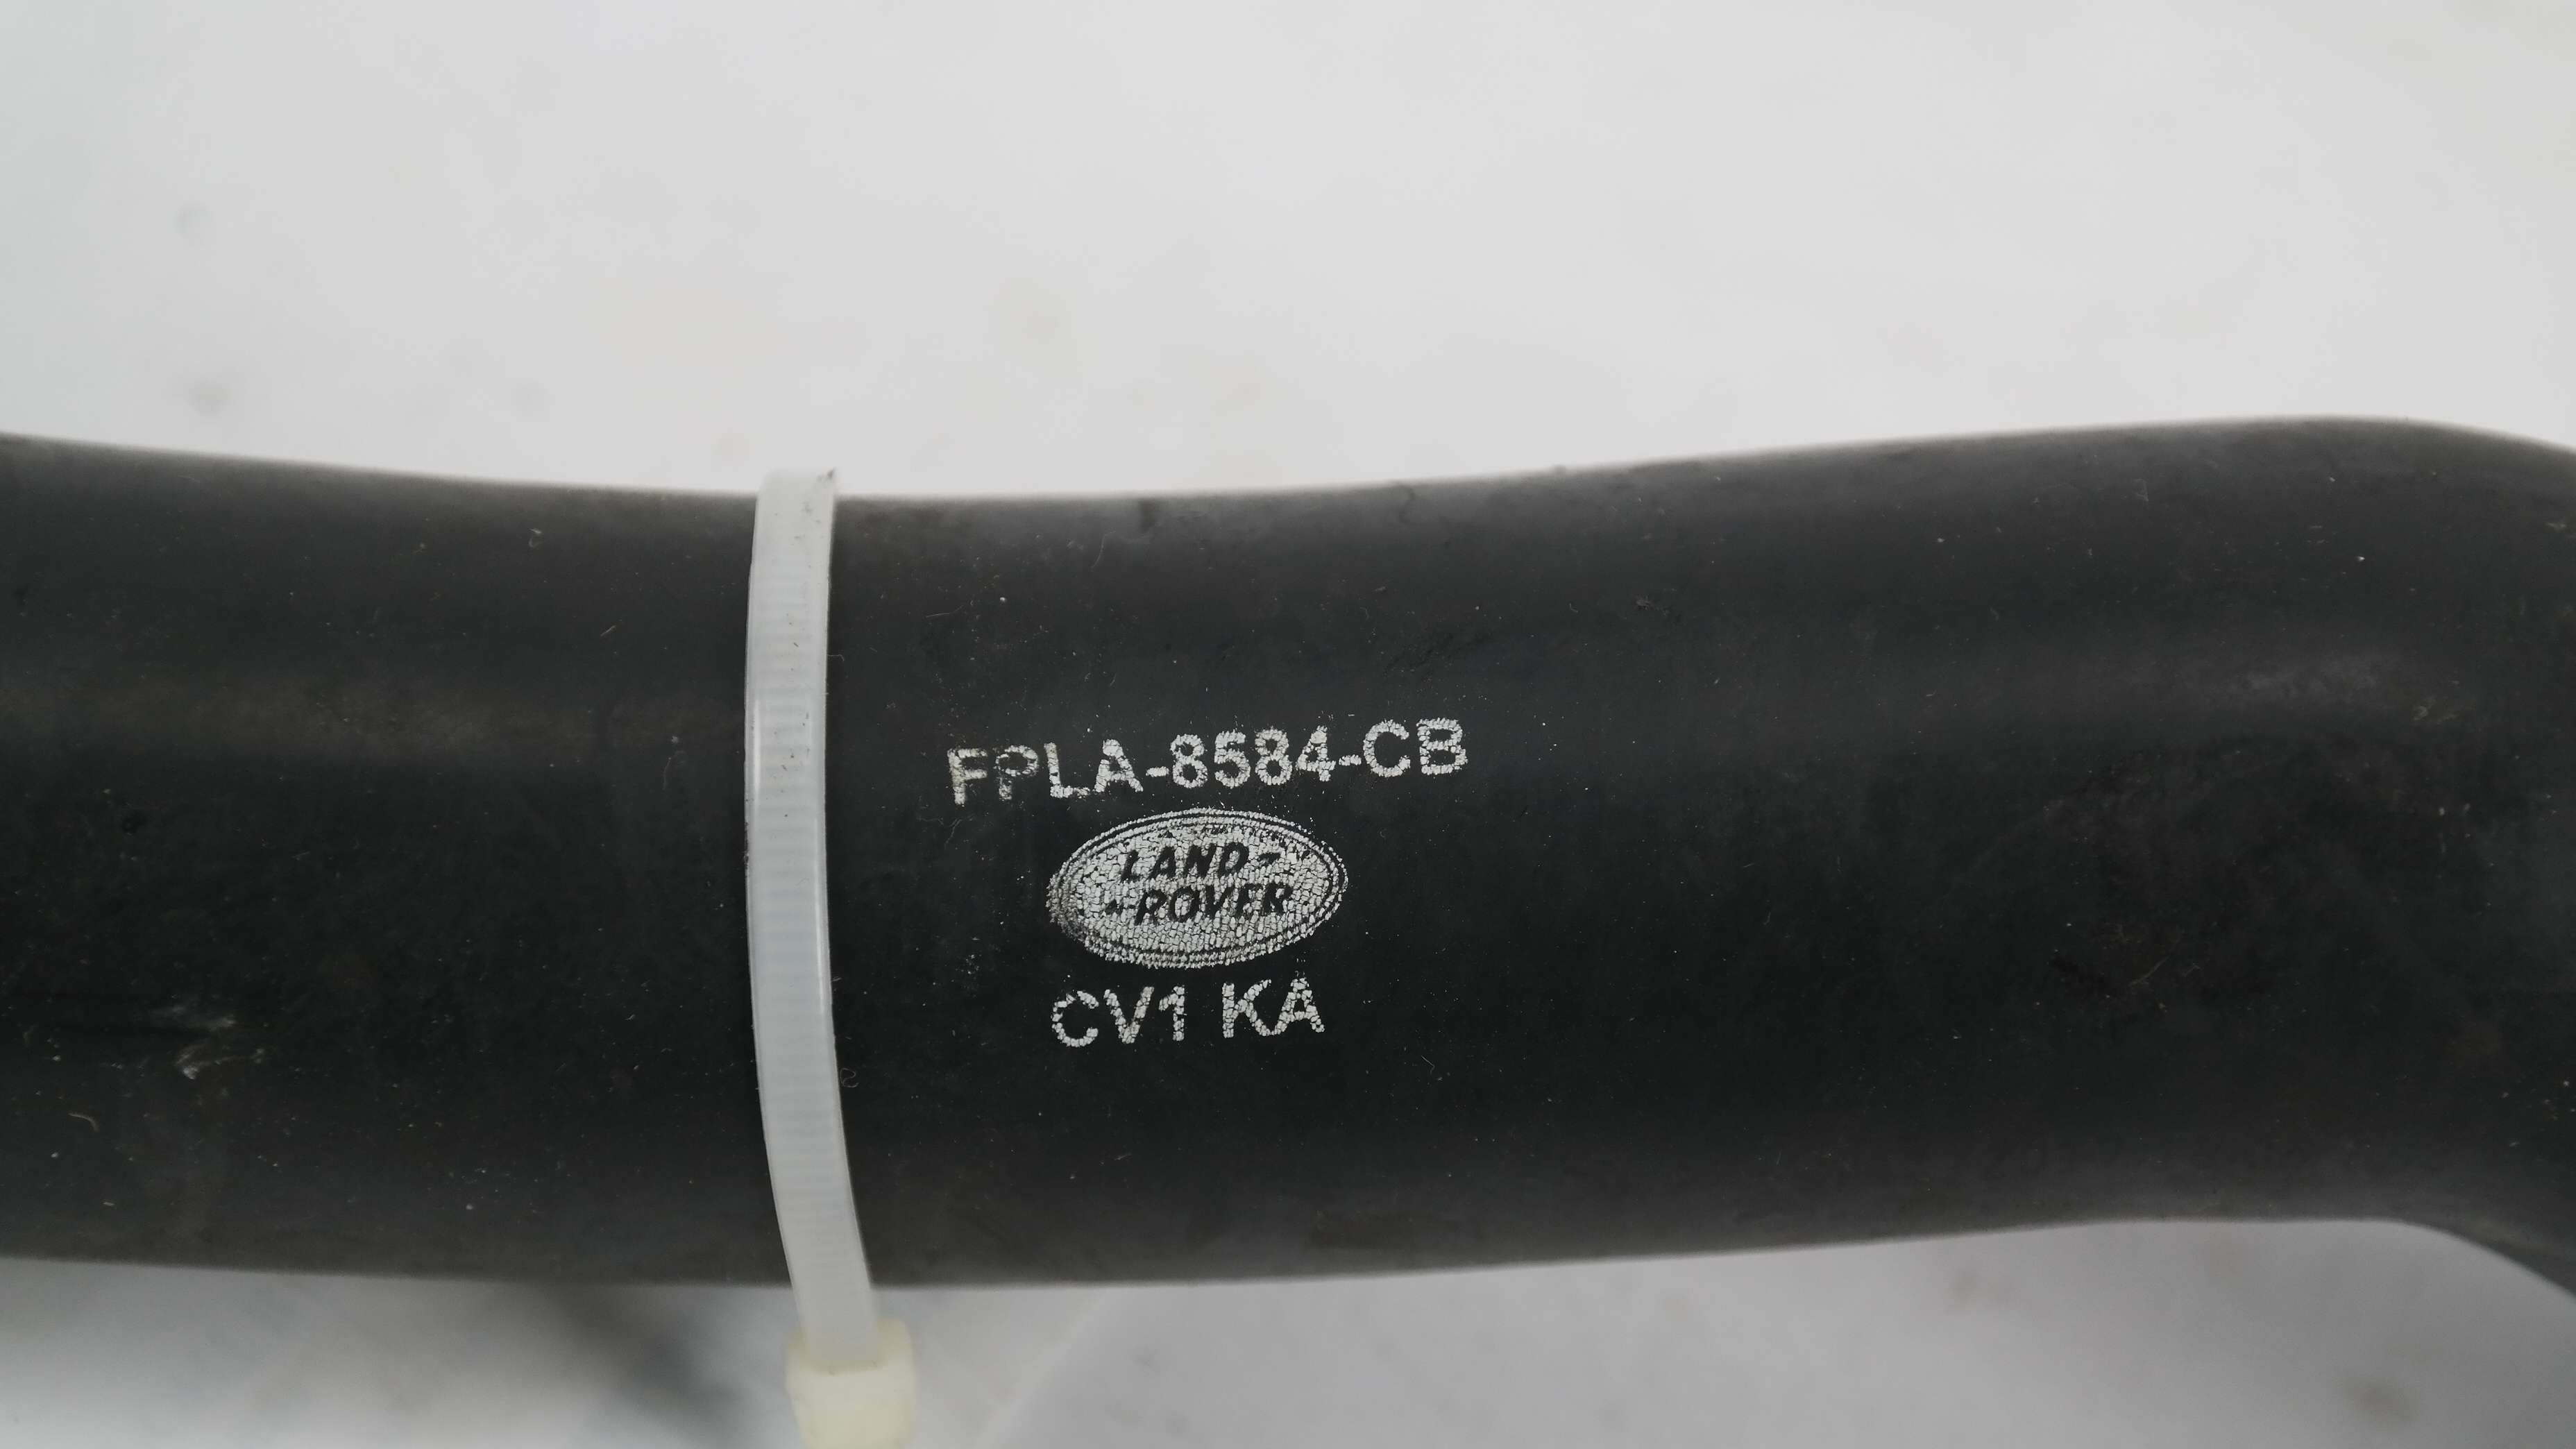 FPLA-8584-CB
LAND-
-ROVER
CV1 KA